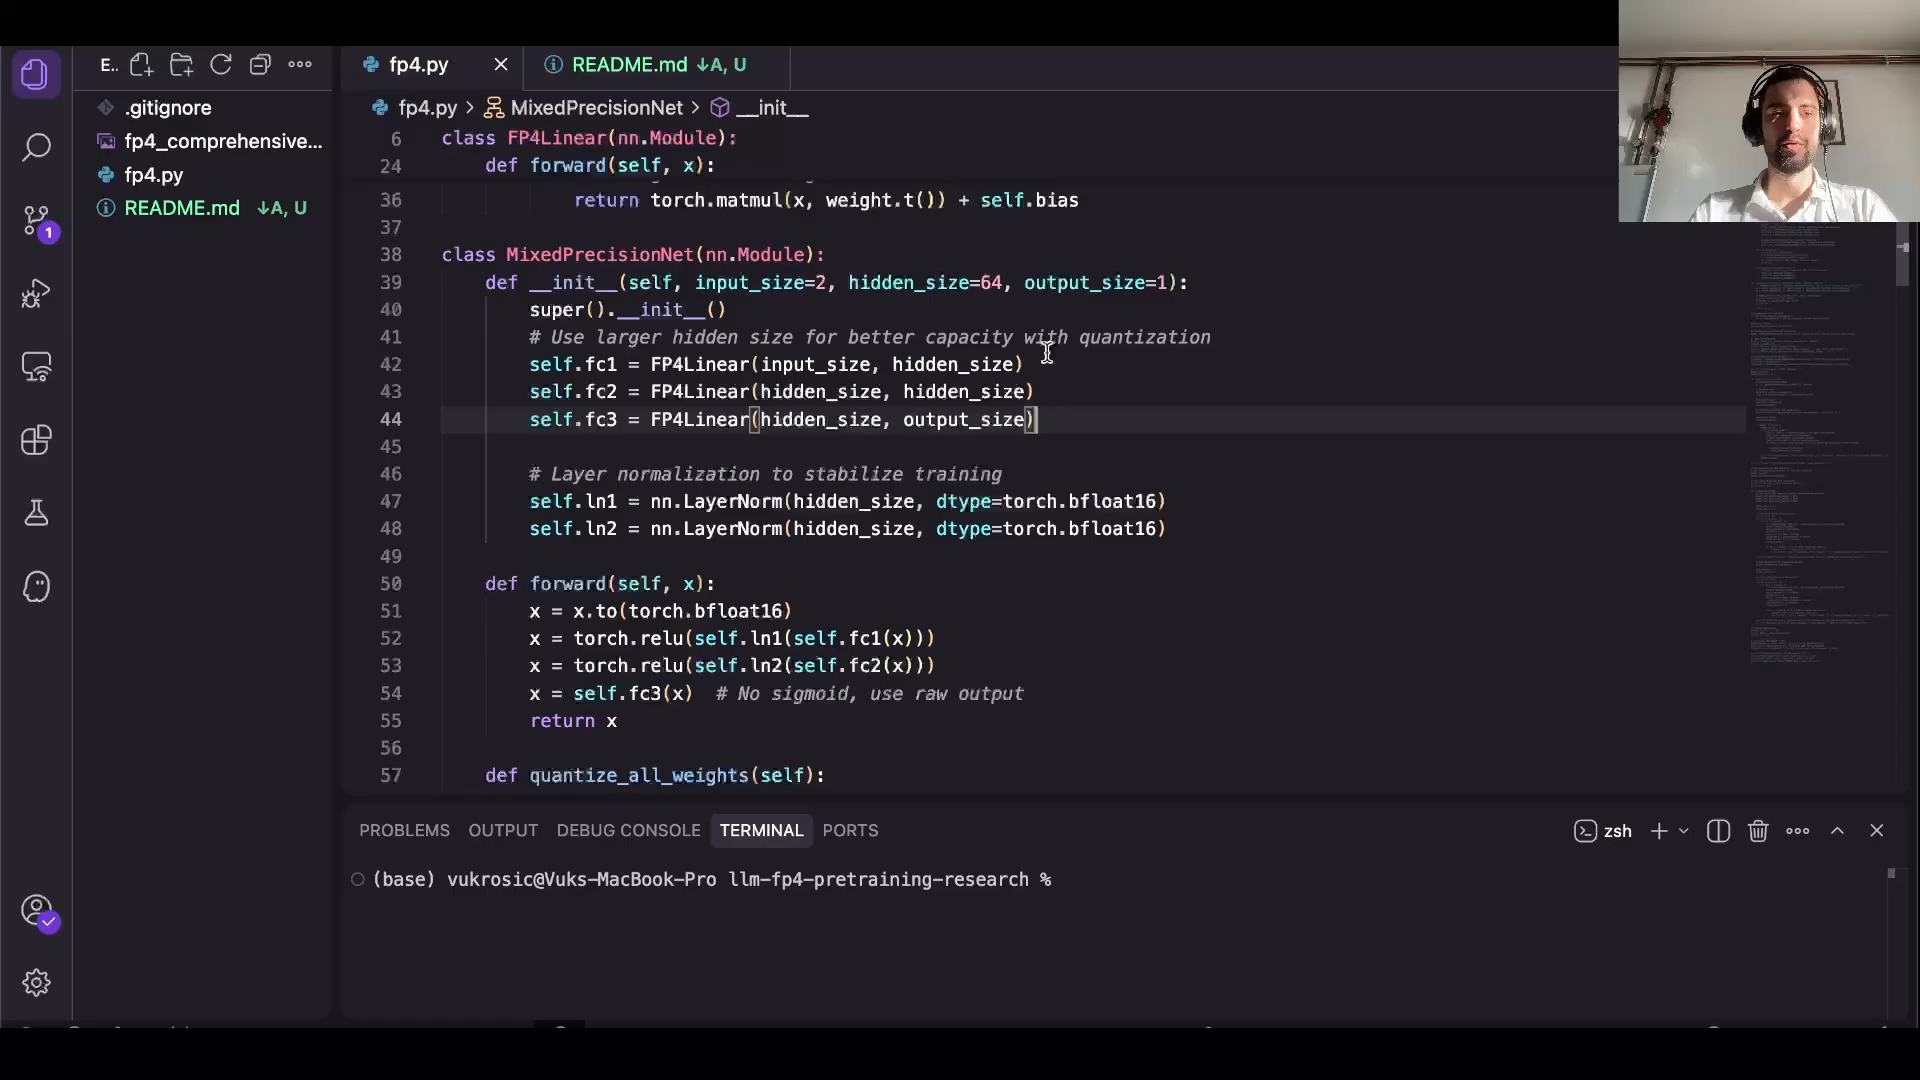 E..
fp4.py
README.md ↓A, U
.gitignore
fp4_comprehensive...
fp4.py
README.md ↓A, U
1
fp4.py > MixedPrecisionNet > __init__
6 class FP4Linear(nn.Module):
24 def forward(self, x):
36 return torch.matmul(x, weight.t()) + self.bias
37
38 class MixedPrecisionNet(nn.Module):
39 def __init__(self, input_size=2, hidden_size=64, output_size=1):
40 super().__init__()
41 # Use larger hidden size for better capacity with quantization
42 self.fc1 = FP4Linear(input_size, hidden_size)
43 self.fc2 = FP4Linear(hidden_size, hidden_size)
44 self.fc3 = FP4Linear(hidden_size, output_size)
45
46 # Layer normalization to stabilize training
47 self.ln1 = nn.LayerNorm(hidden_size, dtype=torch.bfloat16)
48 self.ln2 = nn.LayerNorm(hidden_size, dtype=torch.bfloat16)
49
50 def forward(self, x):
51 x = x.to(torch.bfloat16)
52 x = torch.relu(self.ln1(self.fc1(x)))
53 x = torch.relu(self.ln2(self.fc2(x)))
54 x = self.fc3(x) # No sigmoid, use raw output
55 return x
56
57 def quantize_all_weights(self):
PROBLEMS OUTPUT DEBUG CONSOLE TERMINAL PORTS
zsh
(base) vukrosic@Vuks-MacBook-Pro llm-fp4-pretraining-research %